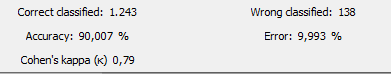 Correct classified: 1.243 Wrong classified: 138
Accuracy: 90,007 % Error: 9,993 %
Cohen's kappa (κ) 0,79